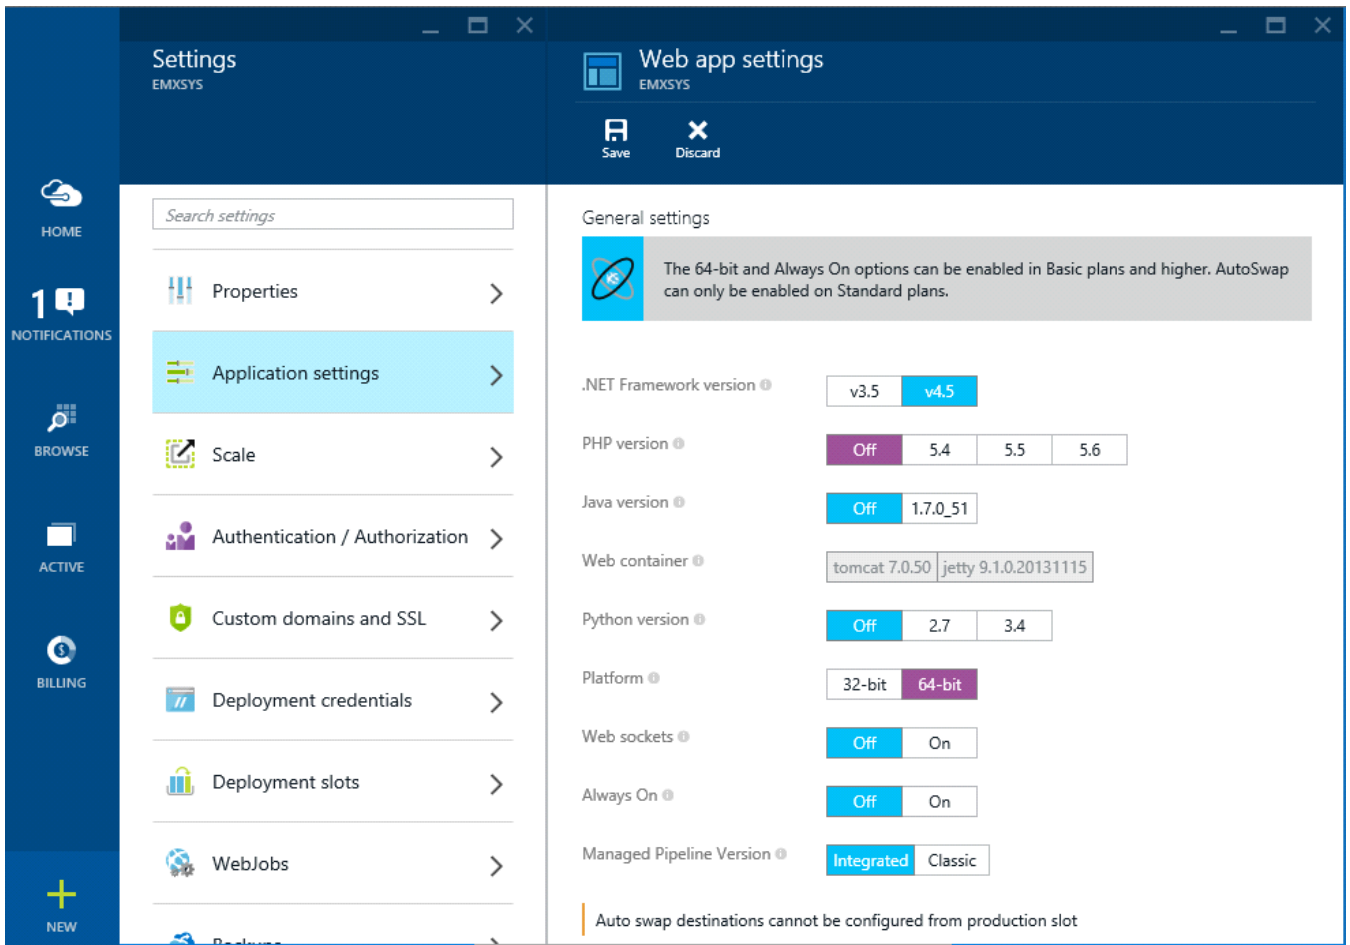 Settings
EMXSYS
Web app settings
EMXSYS
Save
Discard
HOME
1
NOTIFICATIONS
BROWSE
ACTIVE
BILLING
NEW
Search settings
Properties
Application settings
Scale
Authentication / Authorization
Custom domains and SSL
Deployment credentials
Deployment slots
WebJobs
Backups
General settings
The 64-bit and Always On options can be enabled in Basic plans and higher. AutoSwap
can only be enabled on Standard plans.
.NET Framework version v3.5 v4.5
PHP version Off 5.4 5.5 5.6
Java version Off 1.7.0_51
Web container tomcat 7.0.50 jetty 9.1.0.20131115
Python version Off 2.7 3.4
Platform 32-bit 64-bit
Web sockets Off On
Always On Off On
Managed Pipeline Version Integrated Classic
Auto swap destinations cannot be configured from production slot